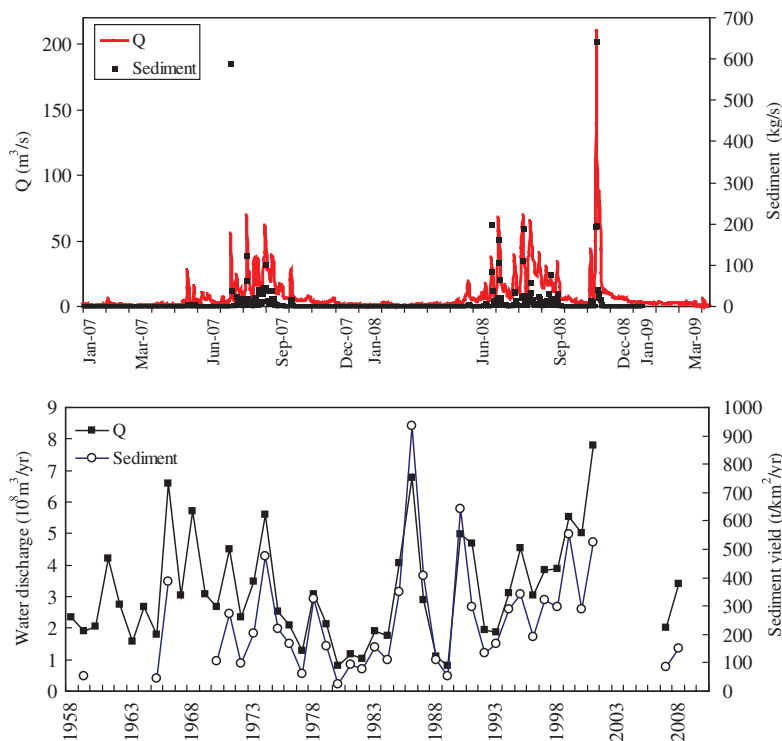 Q
Sediment
200
150
100
50
0
Q (m³/s)
700
600
500
400
300
200
100
0
Sediment (kg/s)
Jan-07
Mar-07
Jun-07
Sep-07
Dec-07
Jan-08
Jun-08
Sep-08
Dec-08
Jan-09
Mar-09
Q
Sediment
9
8
7
6
5
4
3
2
1
0
Water discharge (10⁸m³/yr)
1000
900
800
700
600
500
400
300
200
100
0
Sediment yield (t/km²/yr)
1958
1963
1968
1973
1978
1983
1988
1993
1998
2003
2008